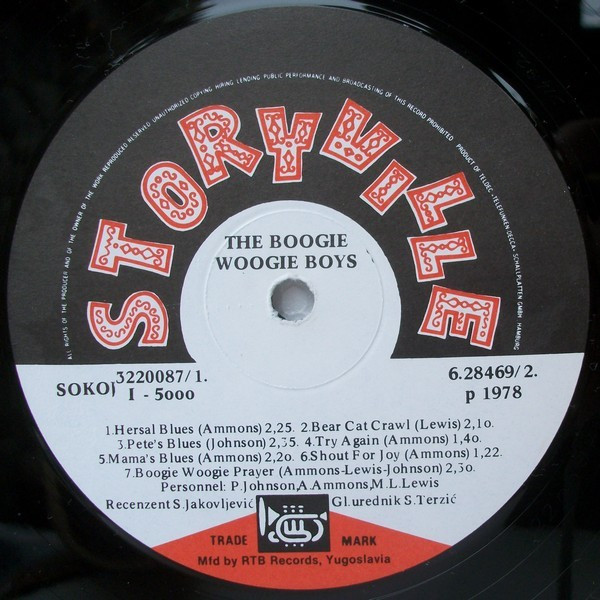 ALL RIGHTS OF THE PRODUCER AND OF THE OWNER OF THE WORK REPRODUCED RESERVED UNAUTHORIZED COPYING HIRING LENDING PUBLIC PERFORMANCE AND BROADCASTING OF THIS RECORD PROHIBITED PRODUCT OF TELDEC „TELEFUNKEN-DECCA" SCHALLPLATTEN GMBH HAMBURG
STORYVILLE
THE BOOGIE
WOOGIE BOYS
SOKOJ 3220087/1. 6.28469/2.
I - 5000 p 1978
1.Hersal Blues (Ammons) 2,25. 2.Bear Cat Crawl (Lewis) 2,10.
3.Pete's Blues (Johnson) 2,35. 4.Try Again (Ammons) 1,40.
5.Mama's Blues (Ammons) 2,20. 6.Shout For Joy (Ammons) 1,22.
7.Boogie Woogie Prayer (Ammons-Lewis-Johnson) 2,30.
Personnel: P.Johnson,A.Ammons,M.L.Lewis
Recenzent S.Jakovljević Gl.urednik S.Terzić
TRADE MARK
Mfd by RTB Records, Yugoslavia